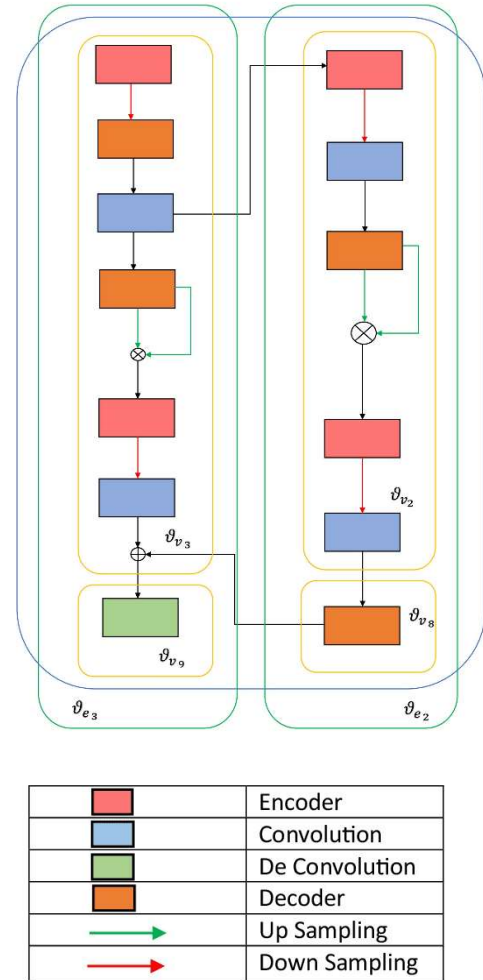 ϑv2
ϑv3
ϑv8
ϑv9
ϑe3
ϑe2
Encoder
Convolution
De Convolution
Decoder
Up Sampling
Down Sampling